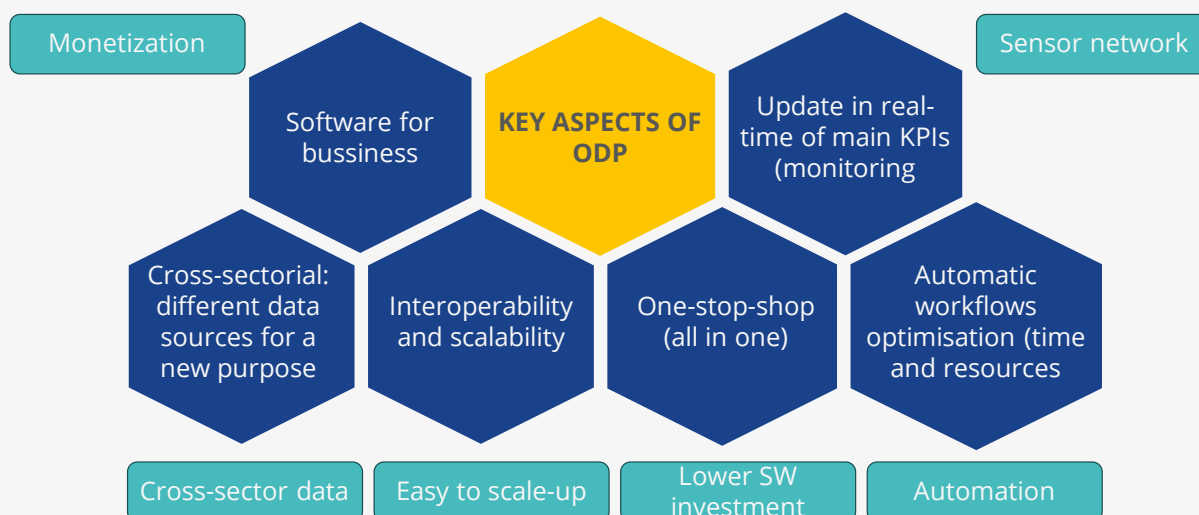 Monetization
Sensor network
Software for
bussiness
KEY ASPECTS OF
ODP
Update in real-
time of main KPIs
(monitoring
Cross-sectorial:
different data
sources for a
new purpose
Interoperability
and scalability
One-stop-shop
(all in one)
Automatic
workflows
optimisation (time
and resources
Cross-sector data
Easy to scale-up
Lower SW
investment
Automation